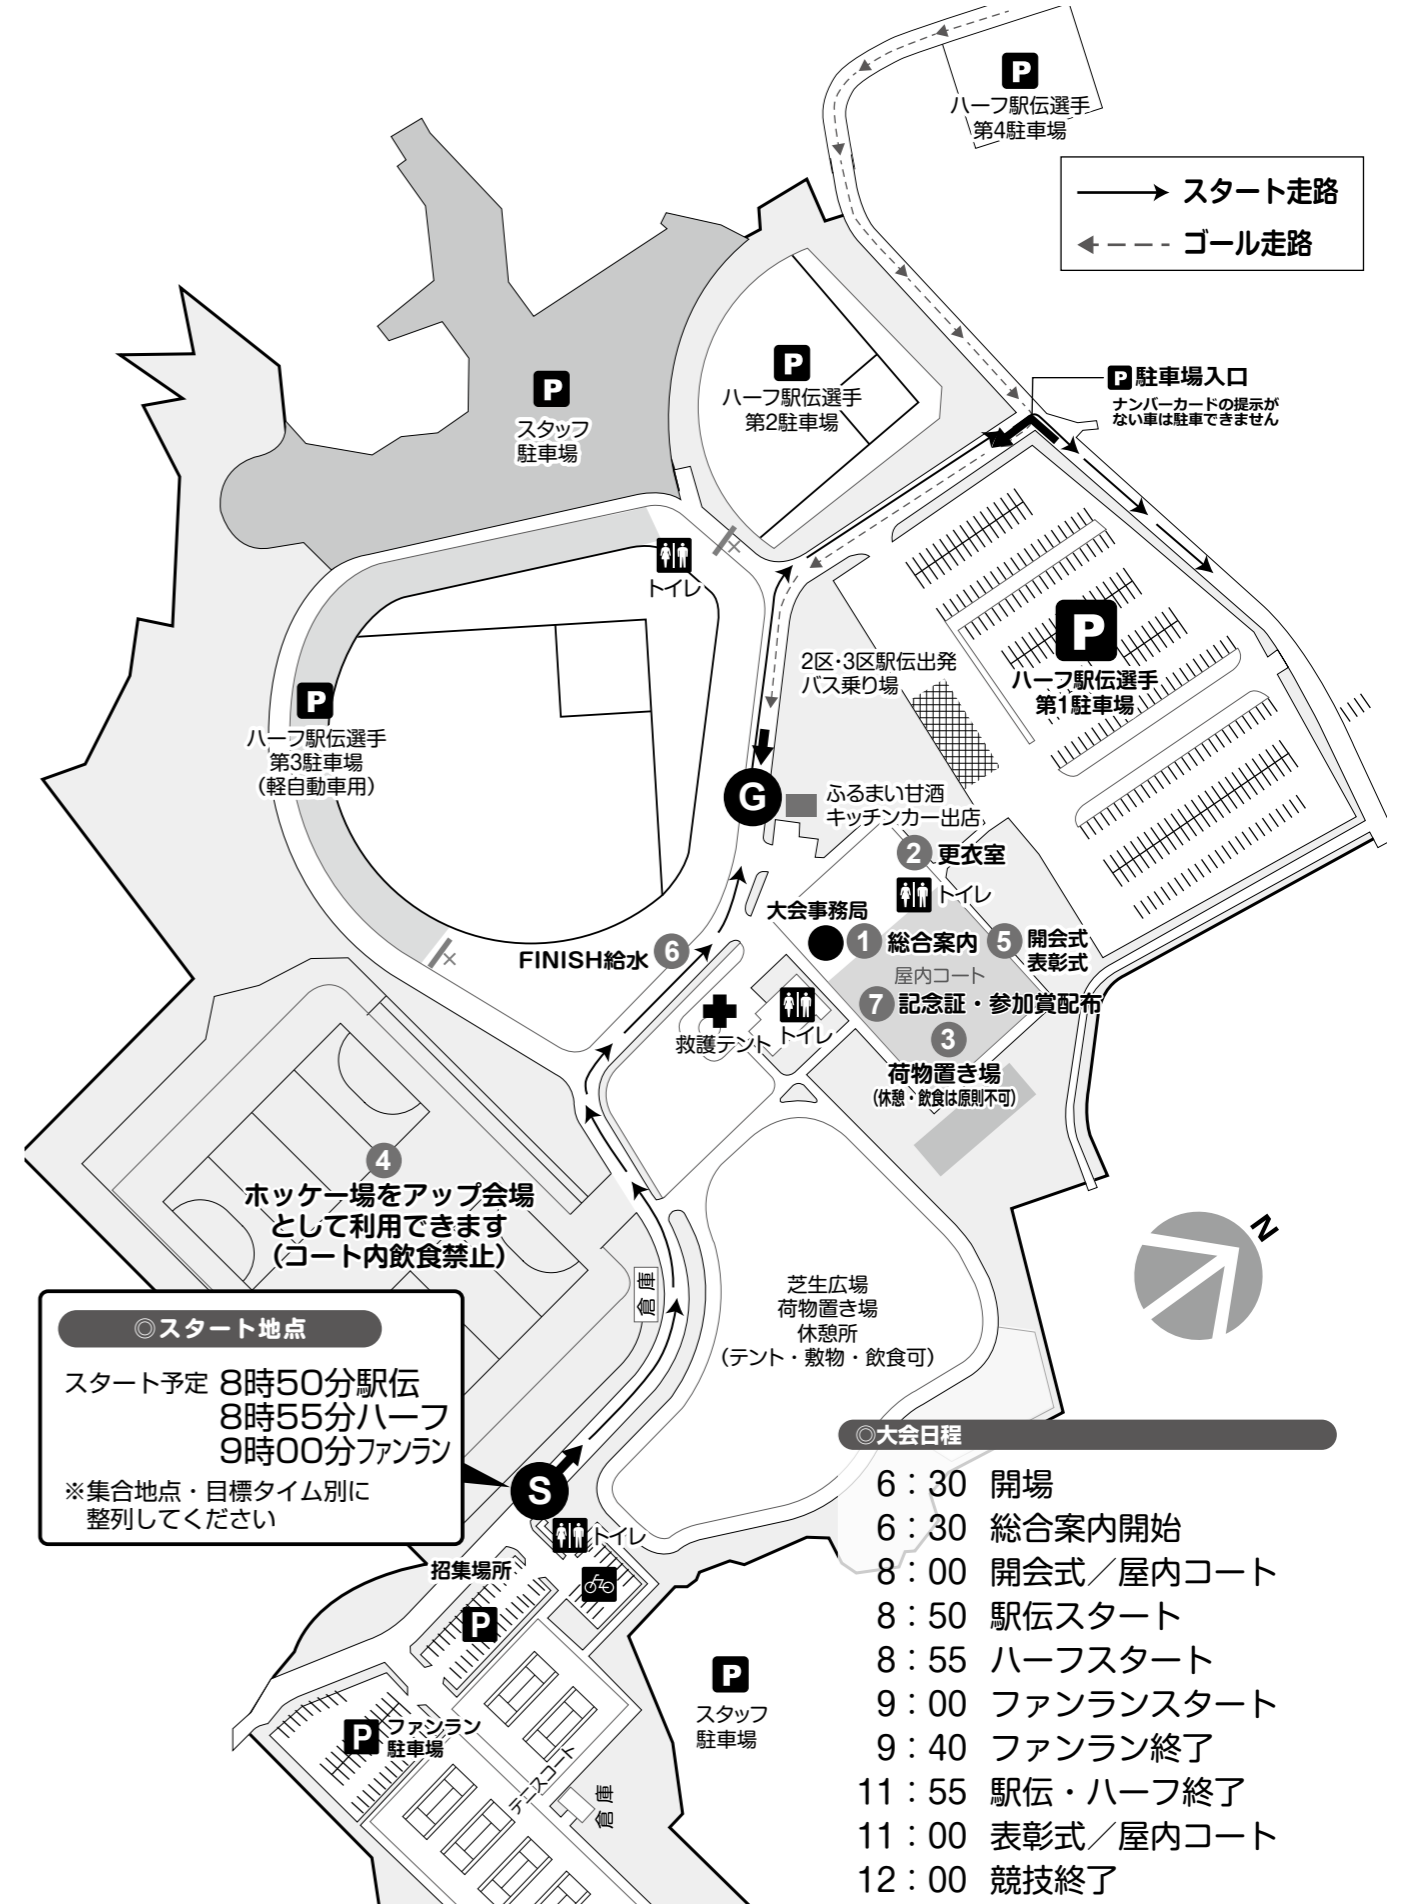 P
ハーフ駅伝選手
第4駐車場
スタート走路
ゴール走路
P
ハーフ駅伝選手
第2駐車場
P 駐車場入口
ナンバーカードの提示が
ない車は駐車できません
P
スタッフ
駐車場
トイレ
P
ハーフ駅伝選手
第1駐車場
2区・3区駅伝出発
バス乗り場
P
ハーフ駅伝選手
第3駐車場
（軽自動車用）
G
ふるまい甘酒
キッチンカー出店
2 更衣室
トイレ
大会事務局
1 総合案内
5 開会式
表彰式
FINISH給水 6
屋内コート
7 記念証・参加賞配布
救護テント
トイレ
3
荷物置き場
（休憩・飲食は原則不可）
4
ホッケー場をアップ会場
として利用できます
（コート内飲食禁止）
N
倉庫
芝生広場
荷物置き場
休憩所
（テント・敷物・飲食可）
◎スタート地点
スタート予定 8時50分駅伝
8時55分ハーフ
9時00分ファンラン
※集合地点・目標タイム別に
整列してください
S
トイレ
招集場所
P
P
ファンラン
駐車場
テニスコート
倉庫
P
スタッフ
駐車場
◎大会日程
6：30 開場
6：30 総合案内開始
8：00 開会式／屋内コート
8：50 駅伝スタート
8：55 ハーフスタート
9：00 ファンランスタート
9：40 ファンラン終了
11：55 駅伝・ハーフ終了
11：00 表彰式／屋内コート
12：00 競技終了